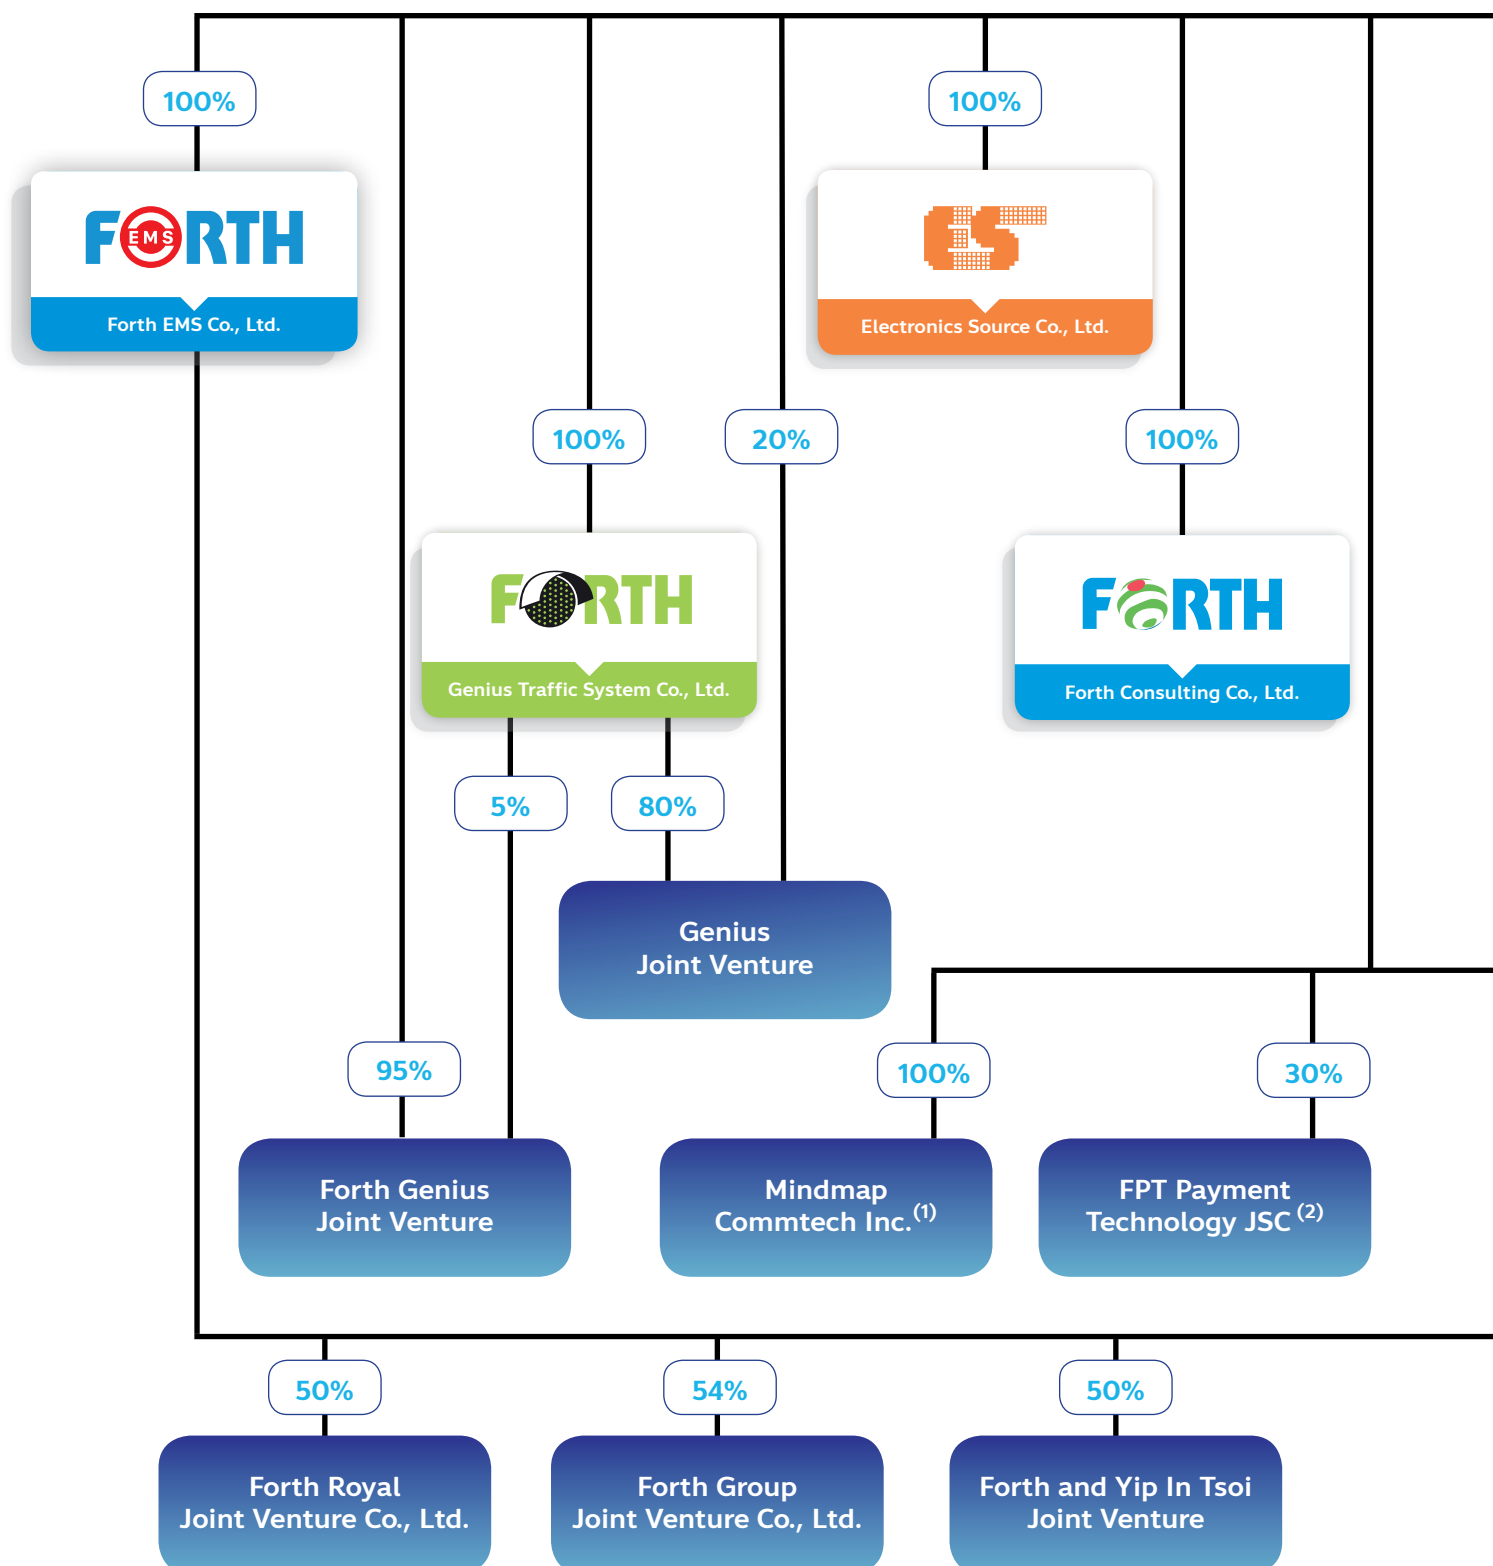 100%
100%
FORTH
EMS
ES
Forth EMS Co., Ltd.
Electronics Source Co., Ltd.
100%
20%
100%
FORTH
FORTH
Genius Traffic System Co., Ltd.
Forth Consulting Co., Ltd.
5%
80%
Genius
Joint Venture
95%
100%
30%
Forth Genius
Joint Venture
Mindmap
Commtech Inc.(1)
FPT Payment
Technology JSC (2)
50%
54%
50%
Forth Royal
Joint Venture Co., Ltd.
Forth Group
Joint Venture Co., Ltd.
Forth and Yip In Tsoi
Joint Venture